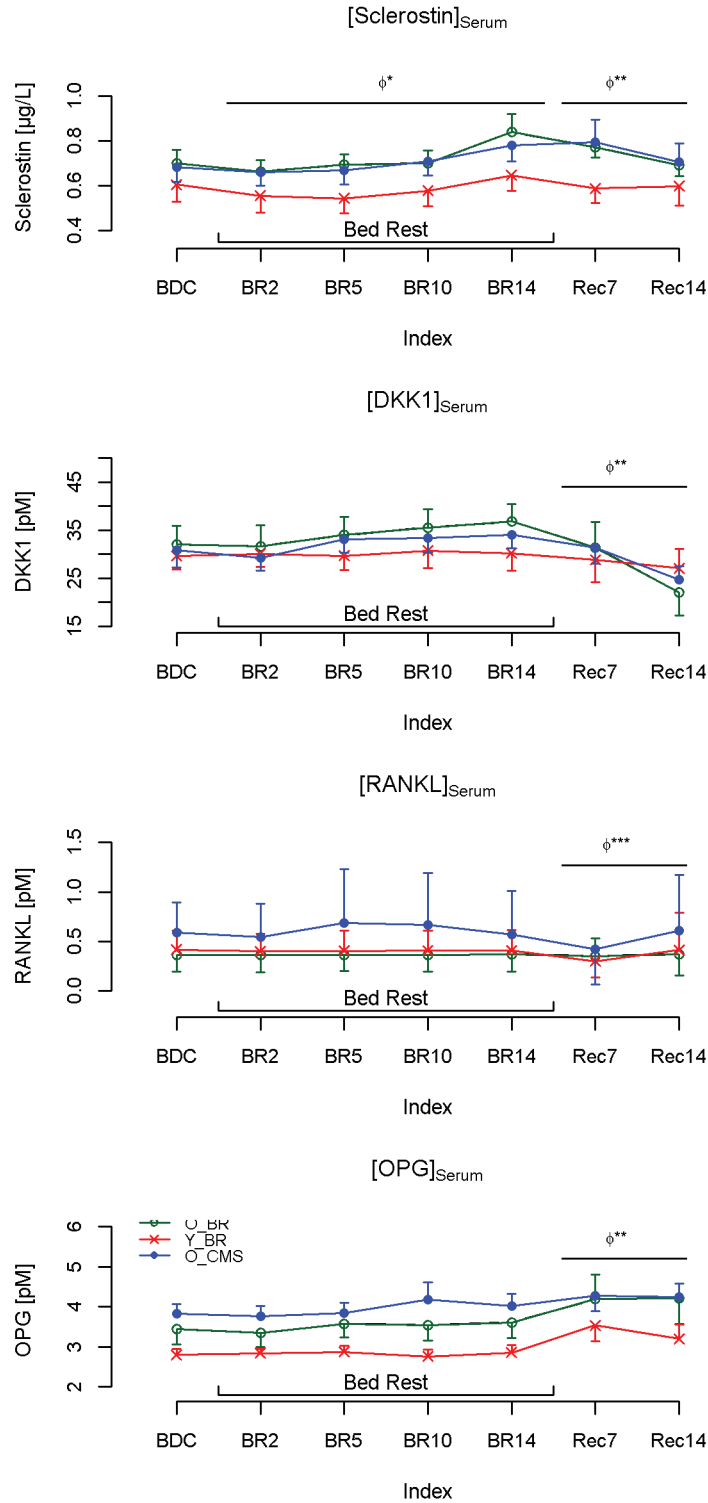 [Sclerostin]Serum
ϕ* ϕ**
Sclerostin [µg/L]
1.0
0.8
0.6
0.4
Bed Rest
BDC BR2 BR5 BR10 BR14 Rec7 Rec14
Index
[DKK1]Serum
ϕ**
DKK1 [pM]
45
35
25
15
Bed Rest
BDC BR2 BR5 BR10 BR14 Rec7 Rec14
Index
[RANKL]Serum
ϕ***
RANKL [pM]
1.5
1.0
0.5
0.0
Bed Rest
BDC BR2 BR5 BR10 BR14 Rec7 Rec14
Index
[OPG]Serum
O_BR
Y_BR
O_CMS
ϕ**
OPG [pM]
6
5
4
3
2
Bed Rest
BDC BR2 BR5 BR10 BR14 Rec7 Rec14
Index